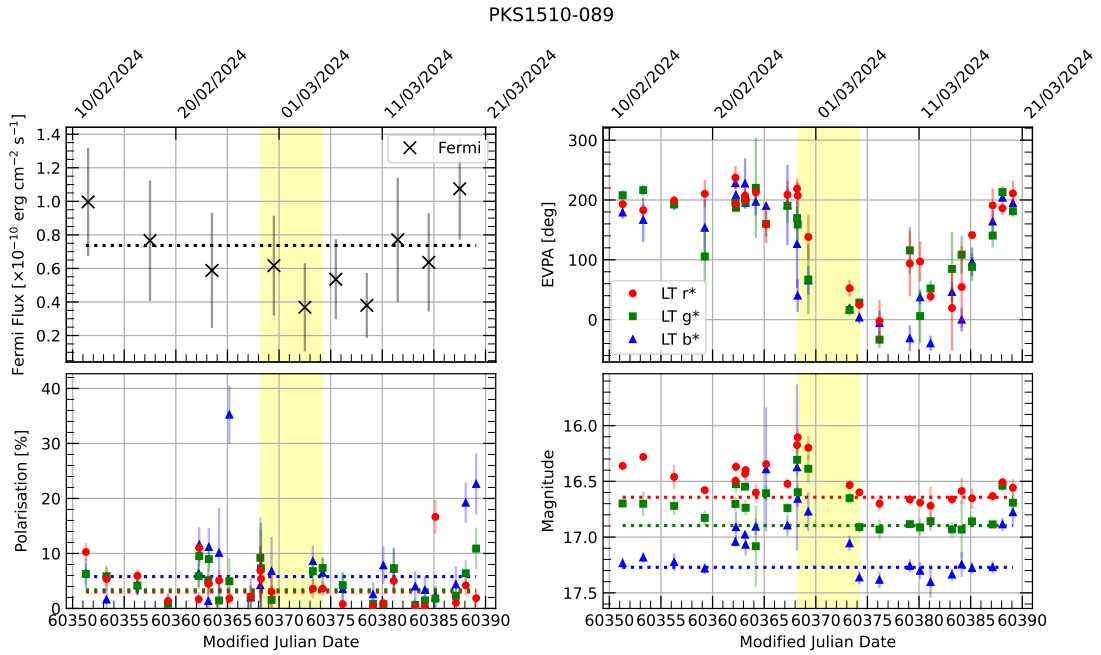 PKS1510-089
10/02/2024 20/02/2024 01/03/2024 11/03/2024 21/03/2024
Fermi Flux [×10⁻¹⁰ erg cm⁻² s⁻¹]
1.4
1.2
1.0
0.8
0.6
0.4
0.2
Fermi
10/02/2024 20/02/2024 01/03/2024 11/03/2024 21/03/2024
EVPA [deg]
300
200
100
0
LT r*
LT g*
LT b*
Polarisation [%]
40
30
20
10
0
60350 60355 60360 60365 60370 60375 60380 60385 60390
Modified Julian Date
Magnitude
16.0
16.5
17.0
17.5
60350 60355 60360 60365 60370 60375 60380 60385 60390
Modified Julian Date